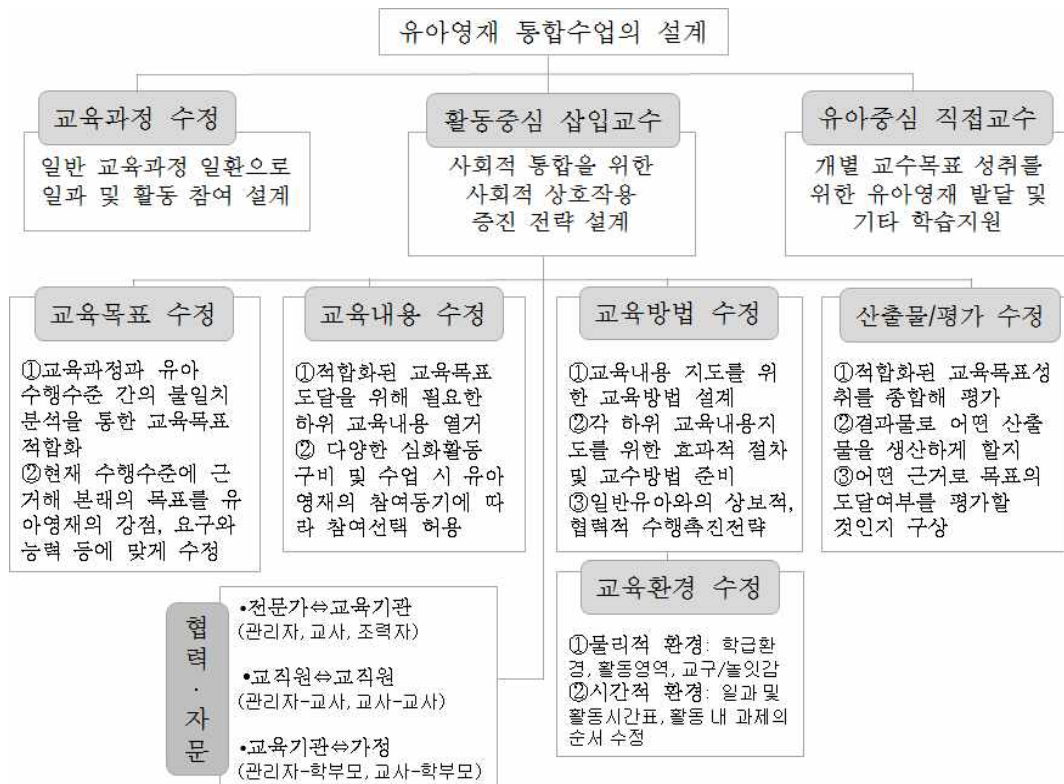 유아영재 통합수업의 설계
교육과정 수정
일반 교육과정 일환으로
일과 및 활동 참여 설계
활동중심 삽입교수
사회적 통합을 위한
사회적 상호작용
증진 전략 설계
유아중심 직접교수
개별 교수목표 성취를
위한 유아영재 발달 및
기타 학습지원
교육목표 수정
①교육과정과 유아
수행수준 간의 불일치
분석을 통한 교육목표
적합화
②현재 수행수준에 근
거해 본래의 목표를 유
아영재의 강점, 요구와
능력 등에 맞게 수정
교육내용 수정
①적합화된 교육목표
도달을 위해 필요한
하위 교육내용 열거
② 다양한 심화활동
구비 및 수업 시 유아
영재의 참여동기에 따
라 참여선택 허용
교육방법 수정
①교육내용 지도를 위
한 교육방법 설계
②각 하위 교육내용지
도를 위한 효과적 절차
및 교수방법 준비
③일반유아와의 상보적,
협력적 수행촉진전략
산출물/평가 수정
①적합화된 교육목표성
취를 종합해 평가
②결과물로 어떤 산출
물을 생산하게 할지
③어떤 근거로 목표의
도달여부를 평가할
것인지 구상
교육환경 수정
①물리적 환경: 학급환
경, 활동영역, 교구/놀잇감
②시간적 환경: 일과 및
활동시간표, 활동 내 과제의
순서 수정
협력·자문
•전문가⇔교육기관
(관리자, 교사, 조력자)
•교직원⇔교직원
(관리자-교사, 교사-교사)
•교육기관⇔가정
(관리자-학부모, 교사-학부모)